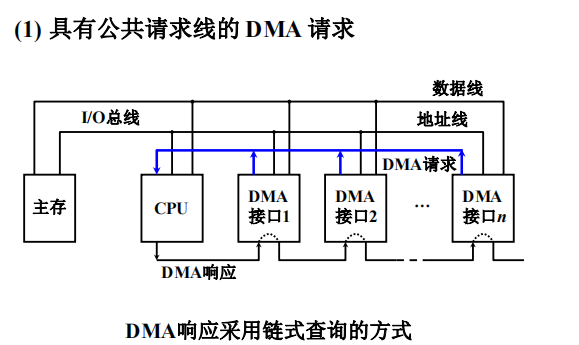 (1) 具有公共请求线的 DMA 请求
数据线
I/O总线
地址线
DMA请求
主存
CPU
DMA
接口1
DMA
接口2
…
DMA
接口n
DMA响应
DMA响应采用链式查询的方式